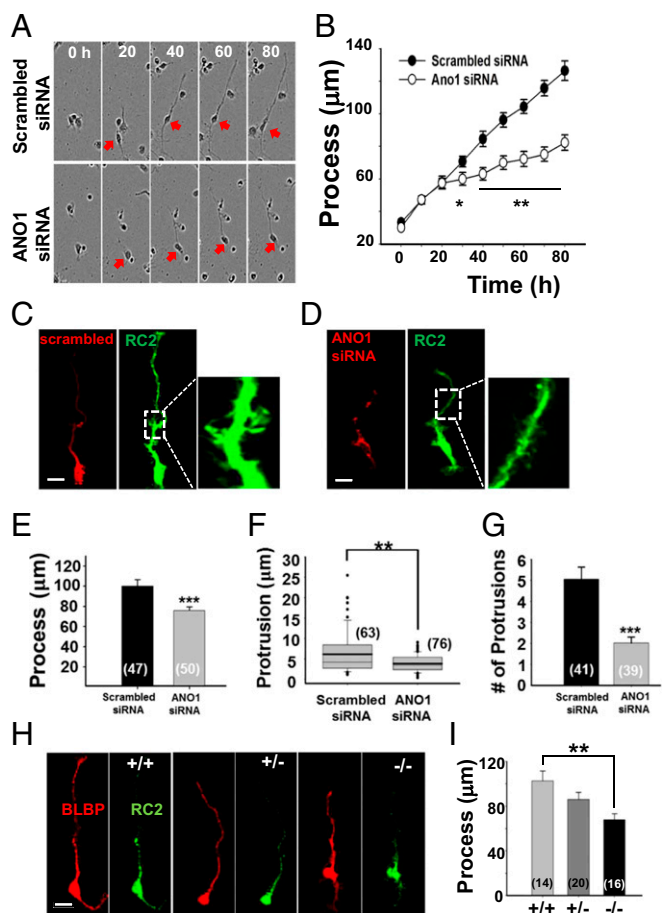 A
0 h 20 40 60 80
Scrambled
siRNA
ANO1
siRNA
B
Process (μm)
140
100
60
20
Scrambled siRNA
Ano1 siRNA
*
**
0 20 40 60 80
Time (h)
C
scrambled
RC2
D
ANO1
siRNA
RC2
E
Process (μm)
120
100
80
60
40
20
(47)
***
(50)
Scrambled
siRNA
ANO1
siRNA
F
Protrusion (μm)
30
25
20
15
10
5
0
**
(63)
(76)
Scrambled
siRNA
ANO1
siRNA
G
# of Protrusions
6
5
4
3
2
1
0
(41)
***
(39)
Scrambled
siRNA
ANO1
siRNA
H
BLBP
+/+
RC2
+/-
-/-
I
Process (μm)
120
80
40
0
**
(14)
(20)
(16)
+/+ +/- -/-